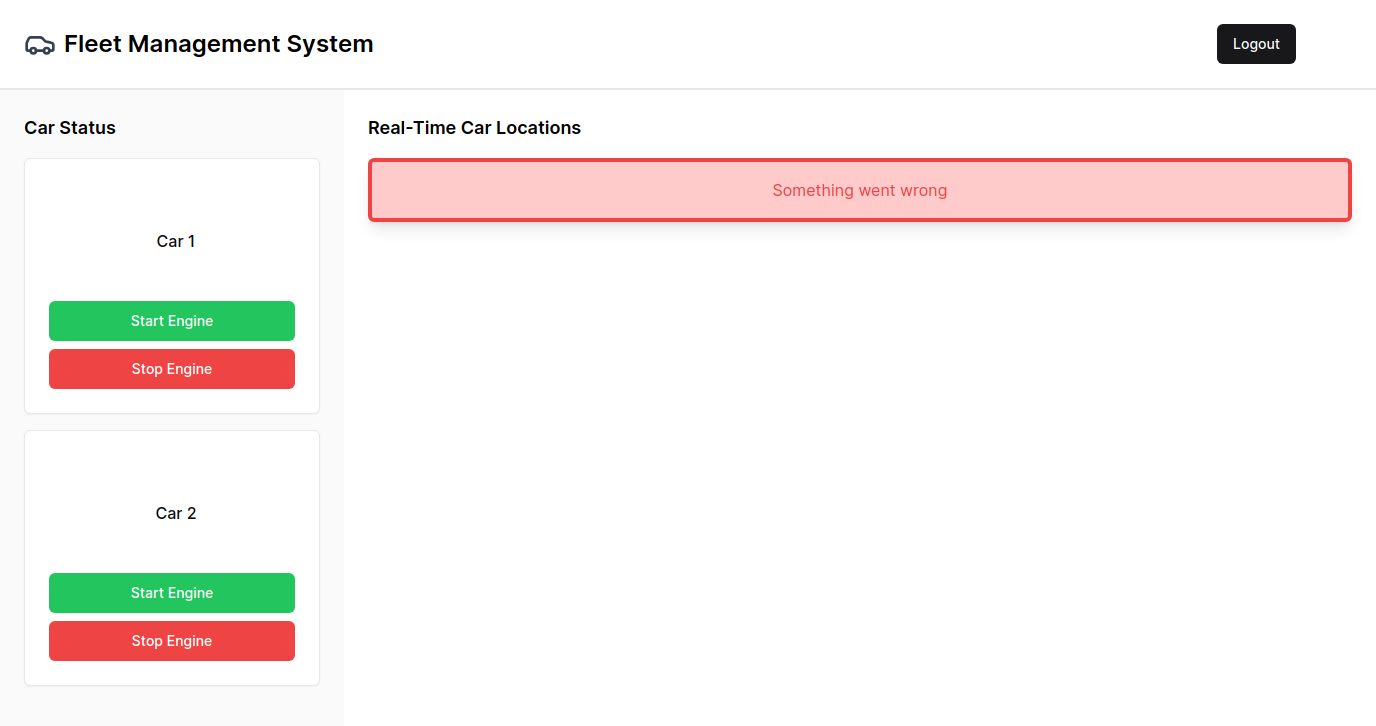 Fleet Management System
Logout
Car Status
Car 1
Start Engine
Stop Engine
Car 2
Start Engine
Stop Engine
Real-Time Car Locations
Something went wrong